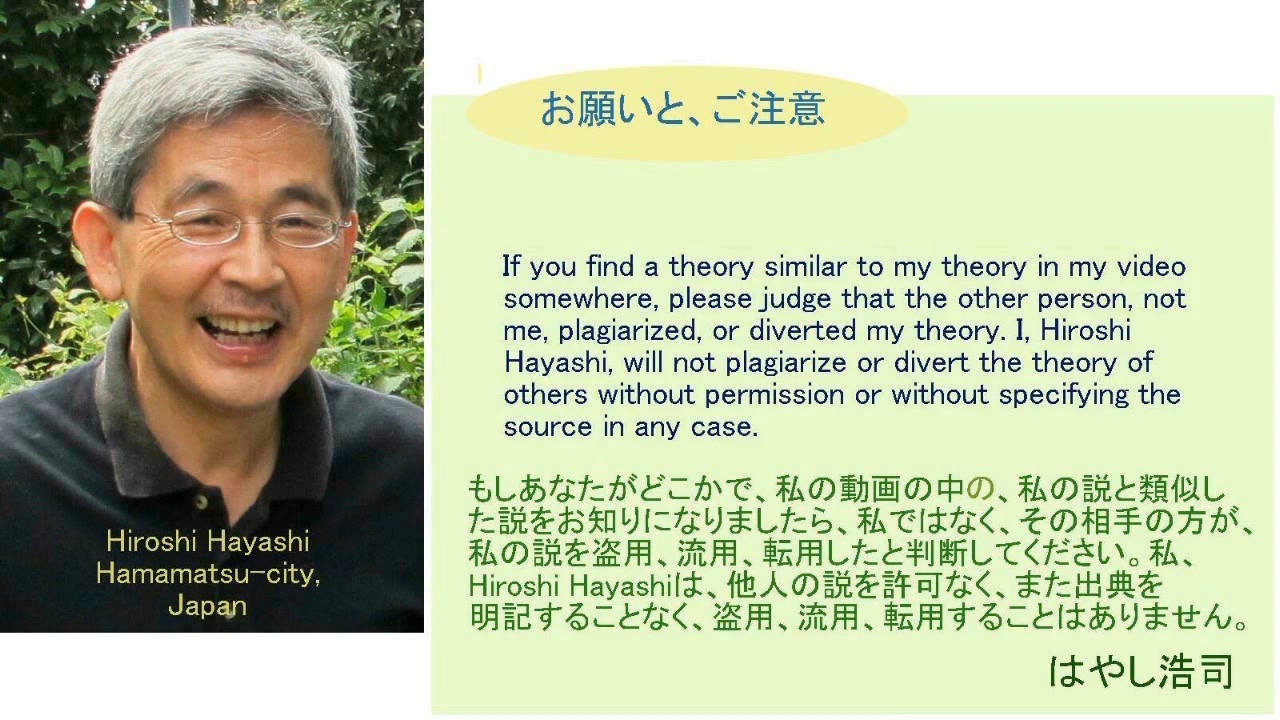 お願いと、ご注意
If you find a theory similar to my theory in my video
somewhere, please judge that the other person, not
me, plagiarized, or diverted my theory. I, Hiroshi
Hayashi, will not plagiarize or divert the theory of
others without permission or without specifying the
source in any case.
もしあなたがどこかで、私の動画の中の、私の説と類似し
た説をお知りになりましたら、私ではなく、その相手の方が、
私の説を盗用、流用、転用したと判断してください。私、
Hiroshi Hayashiは、他人の説を許可なく、また出典を
明記することなく、盗用、流用、転用することはありません。
はやし浩司
Hiroshi Hayashi
Hamamatsu-city,
Japan